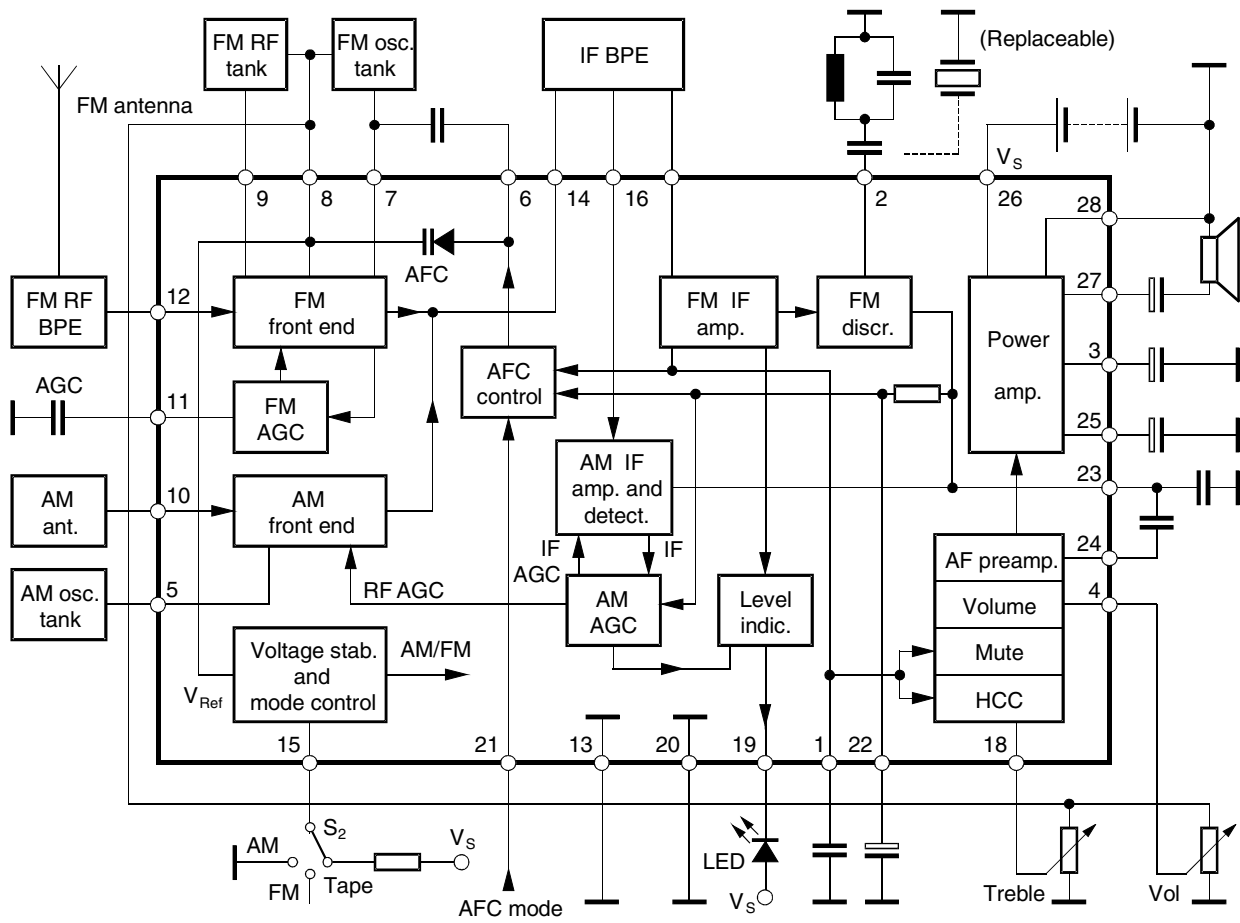 FM RF
tank
FM osc.
tank
IF BPE
(Replaceable)
FM antenna
VS
9
8
7
6
14
16
2
26
28
AFC
FM RF
BPE
12
FM
front end
FM IF
amp.
FM
discr.
27
Power
amp.
3
AGC
11
FM
AGC
AFC
control
25
AM
ant.
10
AM
front end
AM IF
amp. and
detect.
23
IF
AGC
IF
AF preamp.
24
AM osc.
tank
5
RF AGC
AM
AGC
Level
indic.
Volume
4
Voltage stab.
and
mode control
AM/FM
Mute
VRef
HCC
15
21
13
20
19
1
22
18
S2
AM
VS
LED
FM
Tape
Treble
Vol
AFC mode
VS